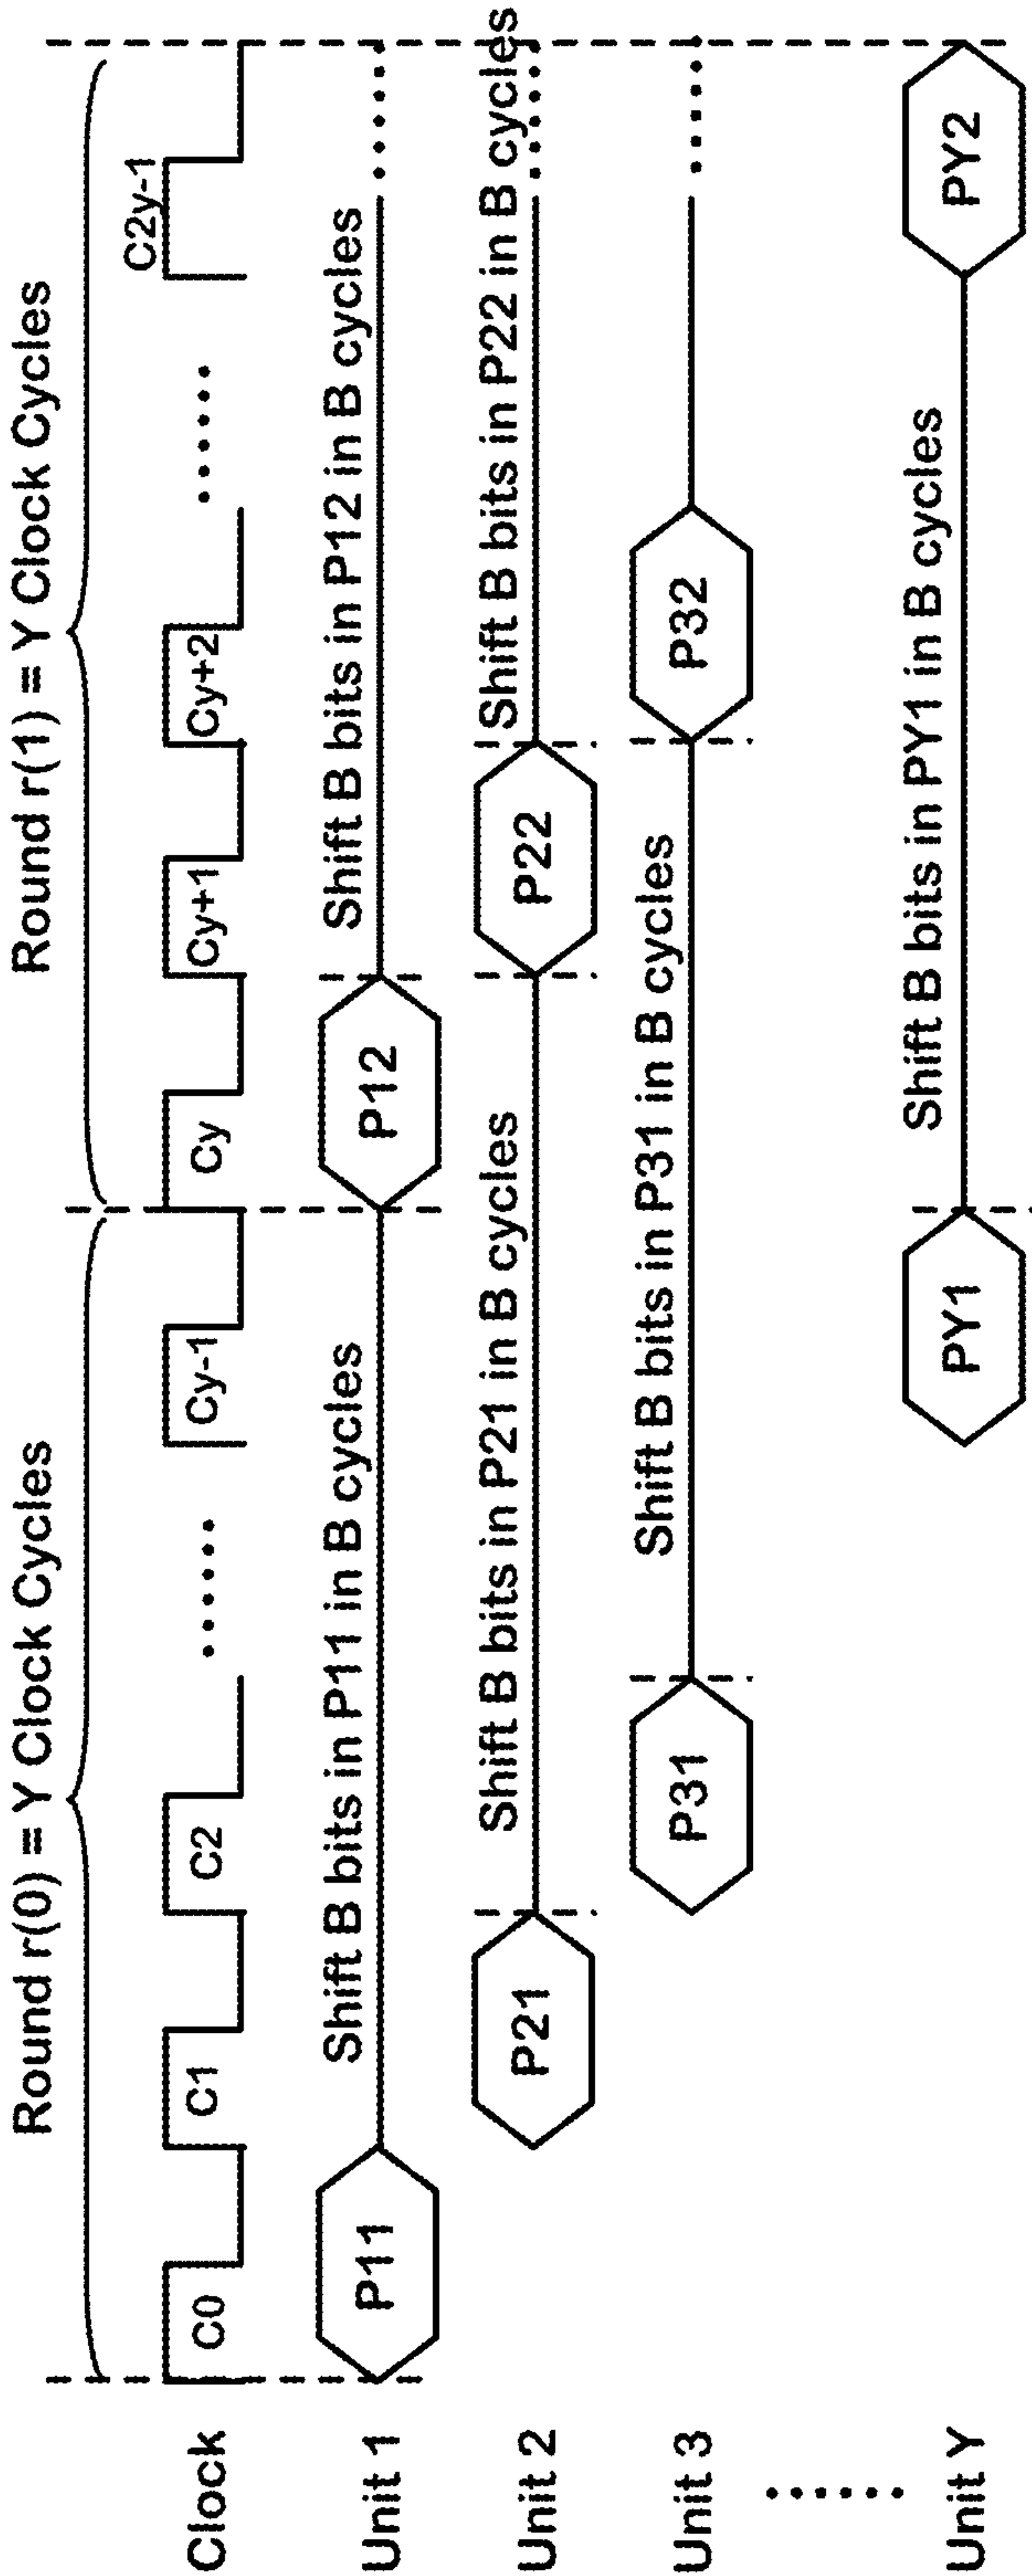 Round r(0) = Y Clock Cycles
Round r(1) = Y Clock Cycles
Clock
C0
C1
C2
......
Cy-1
Cy
Cy+1
Cy+2
......
C2y-1
Unit 1
P11
Shift B bits in P11 in B cycles
P12
Shift B bits in P12 in B cycles
.....
Unit 2
P21
Shift B bits in P21 in B cycles
P22
Shift B bits in P22 in B cycles
.....
Unit 3
P31
Shift B bits in P31 in B cycles
P32
.....
......
Unit Y
PY1
Shift B bits in PY1 in B cycles
PY2